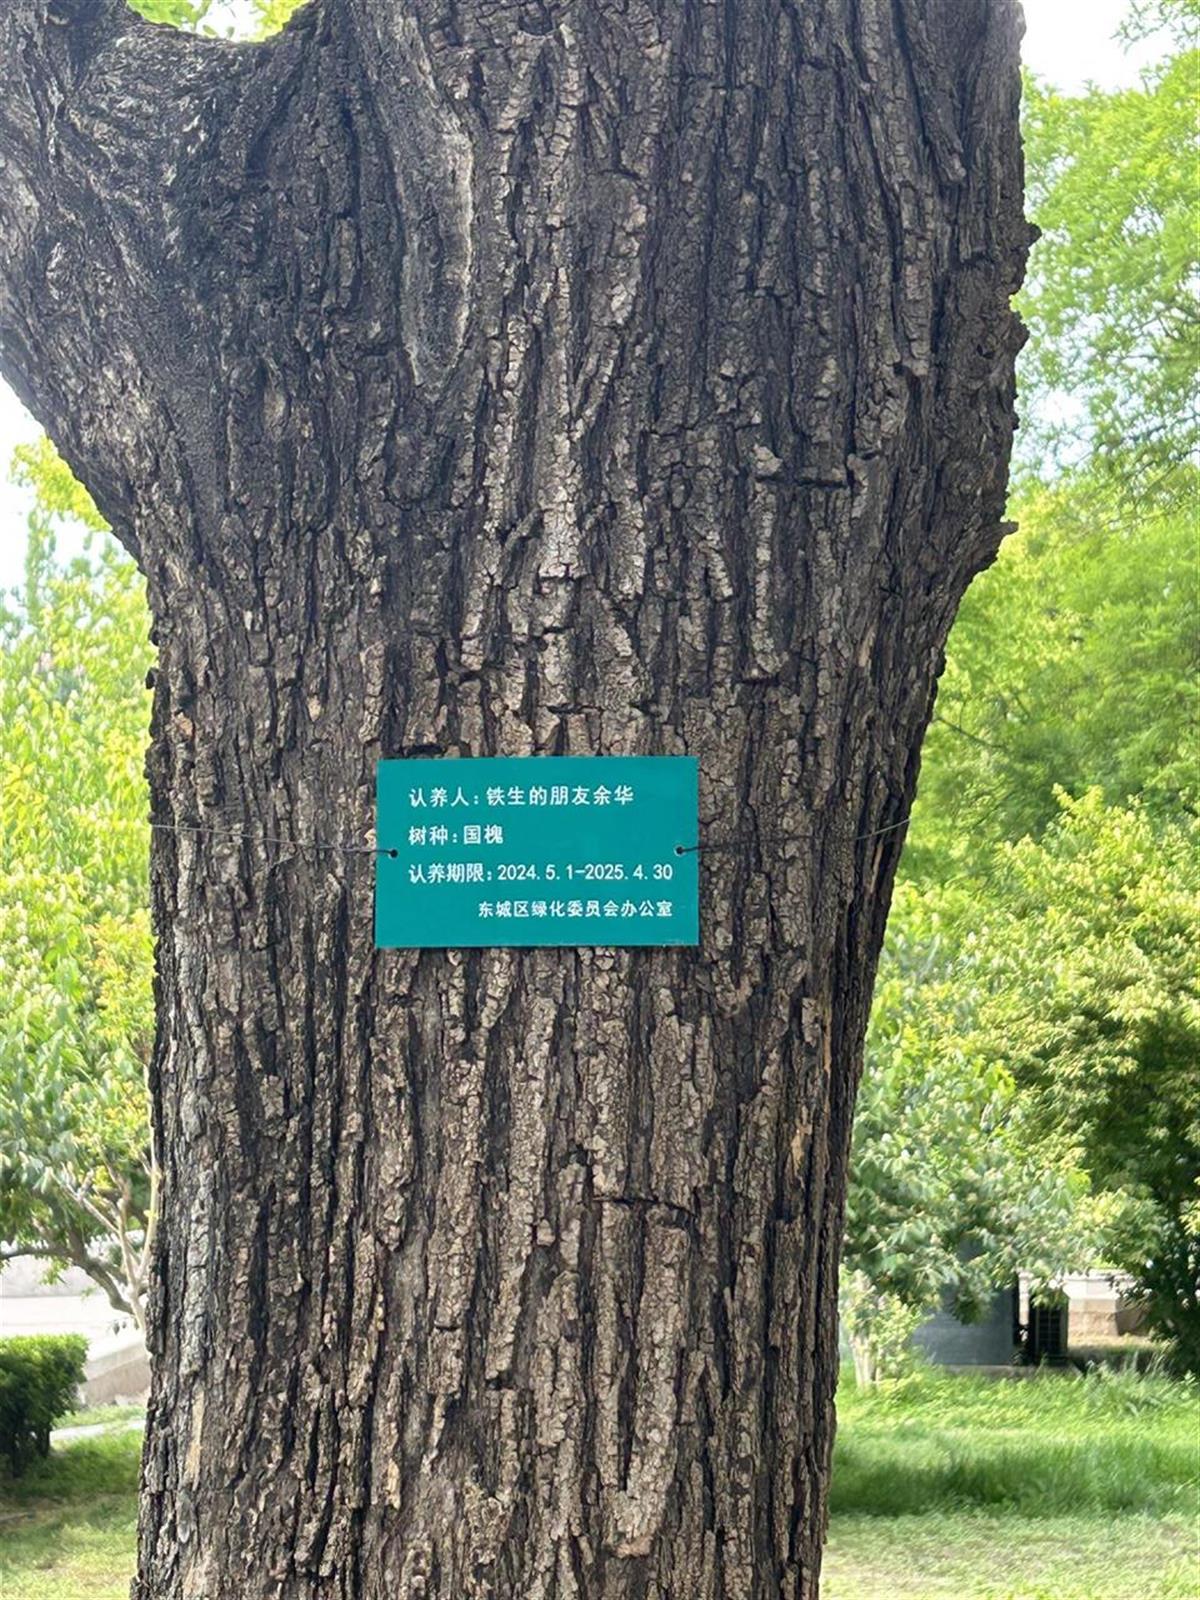 认养人：铁生的朋友余华
树种：国槐
认养期限：2024.5.1-2025.4.30
东城区绿化委员会办公室